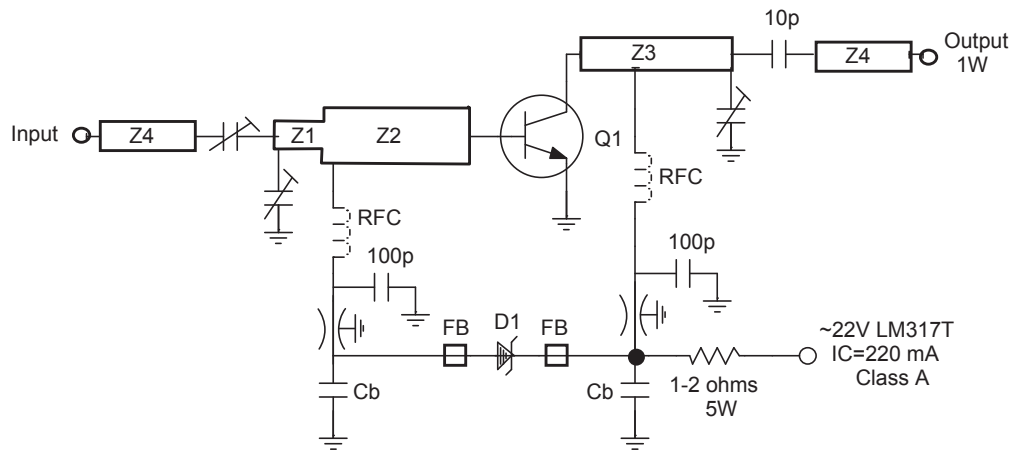 10p
Z3
Z4
Output
1W
Input
Z4
Z1
Z2
Q1
RFC
RFC
100p
100p
FB
D1
FB
~22V LM317T
IC=220 mA
Class A
Cb
Cb
1-2 ohms
5W